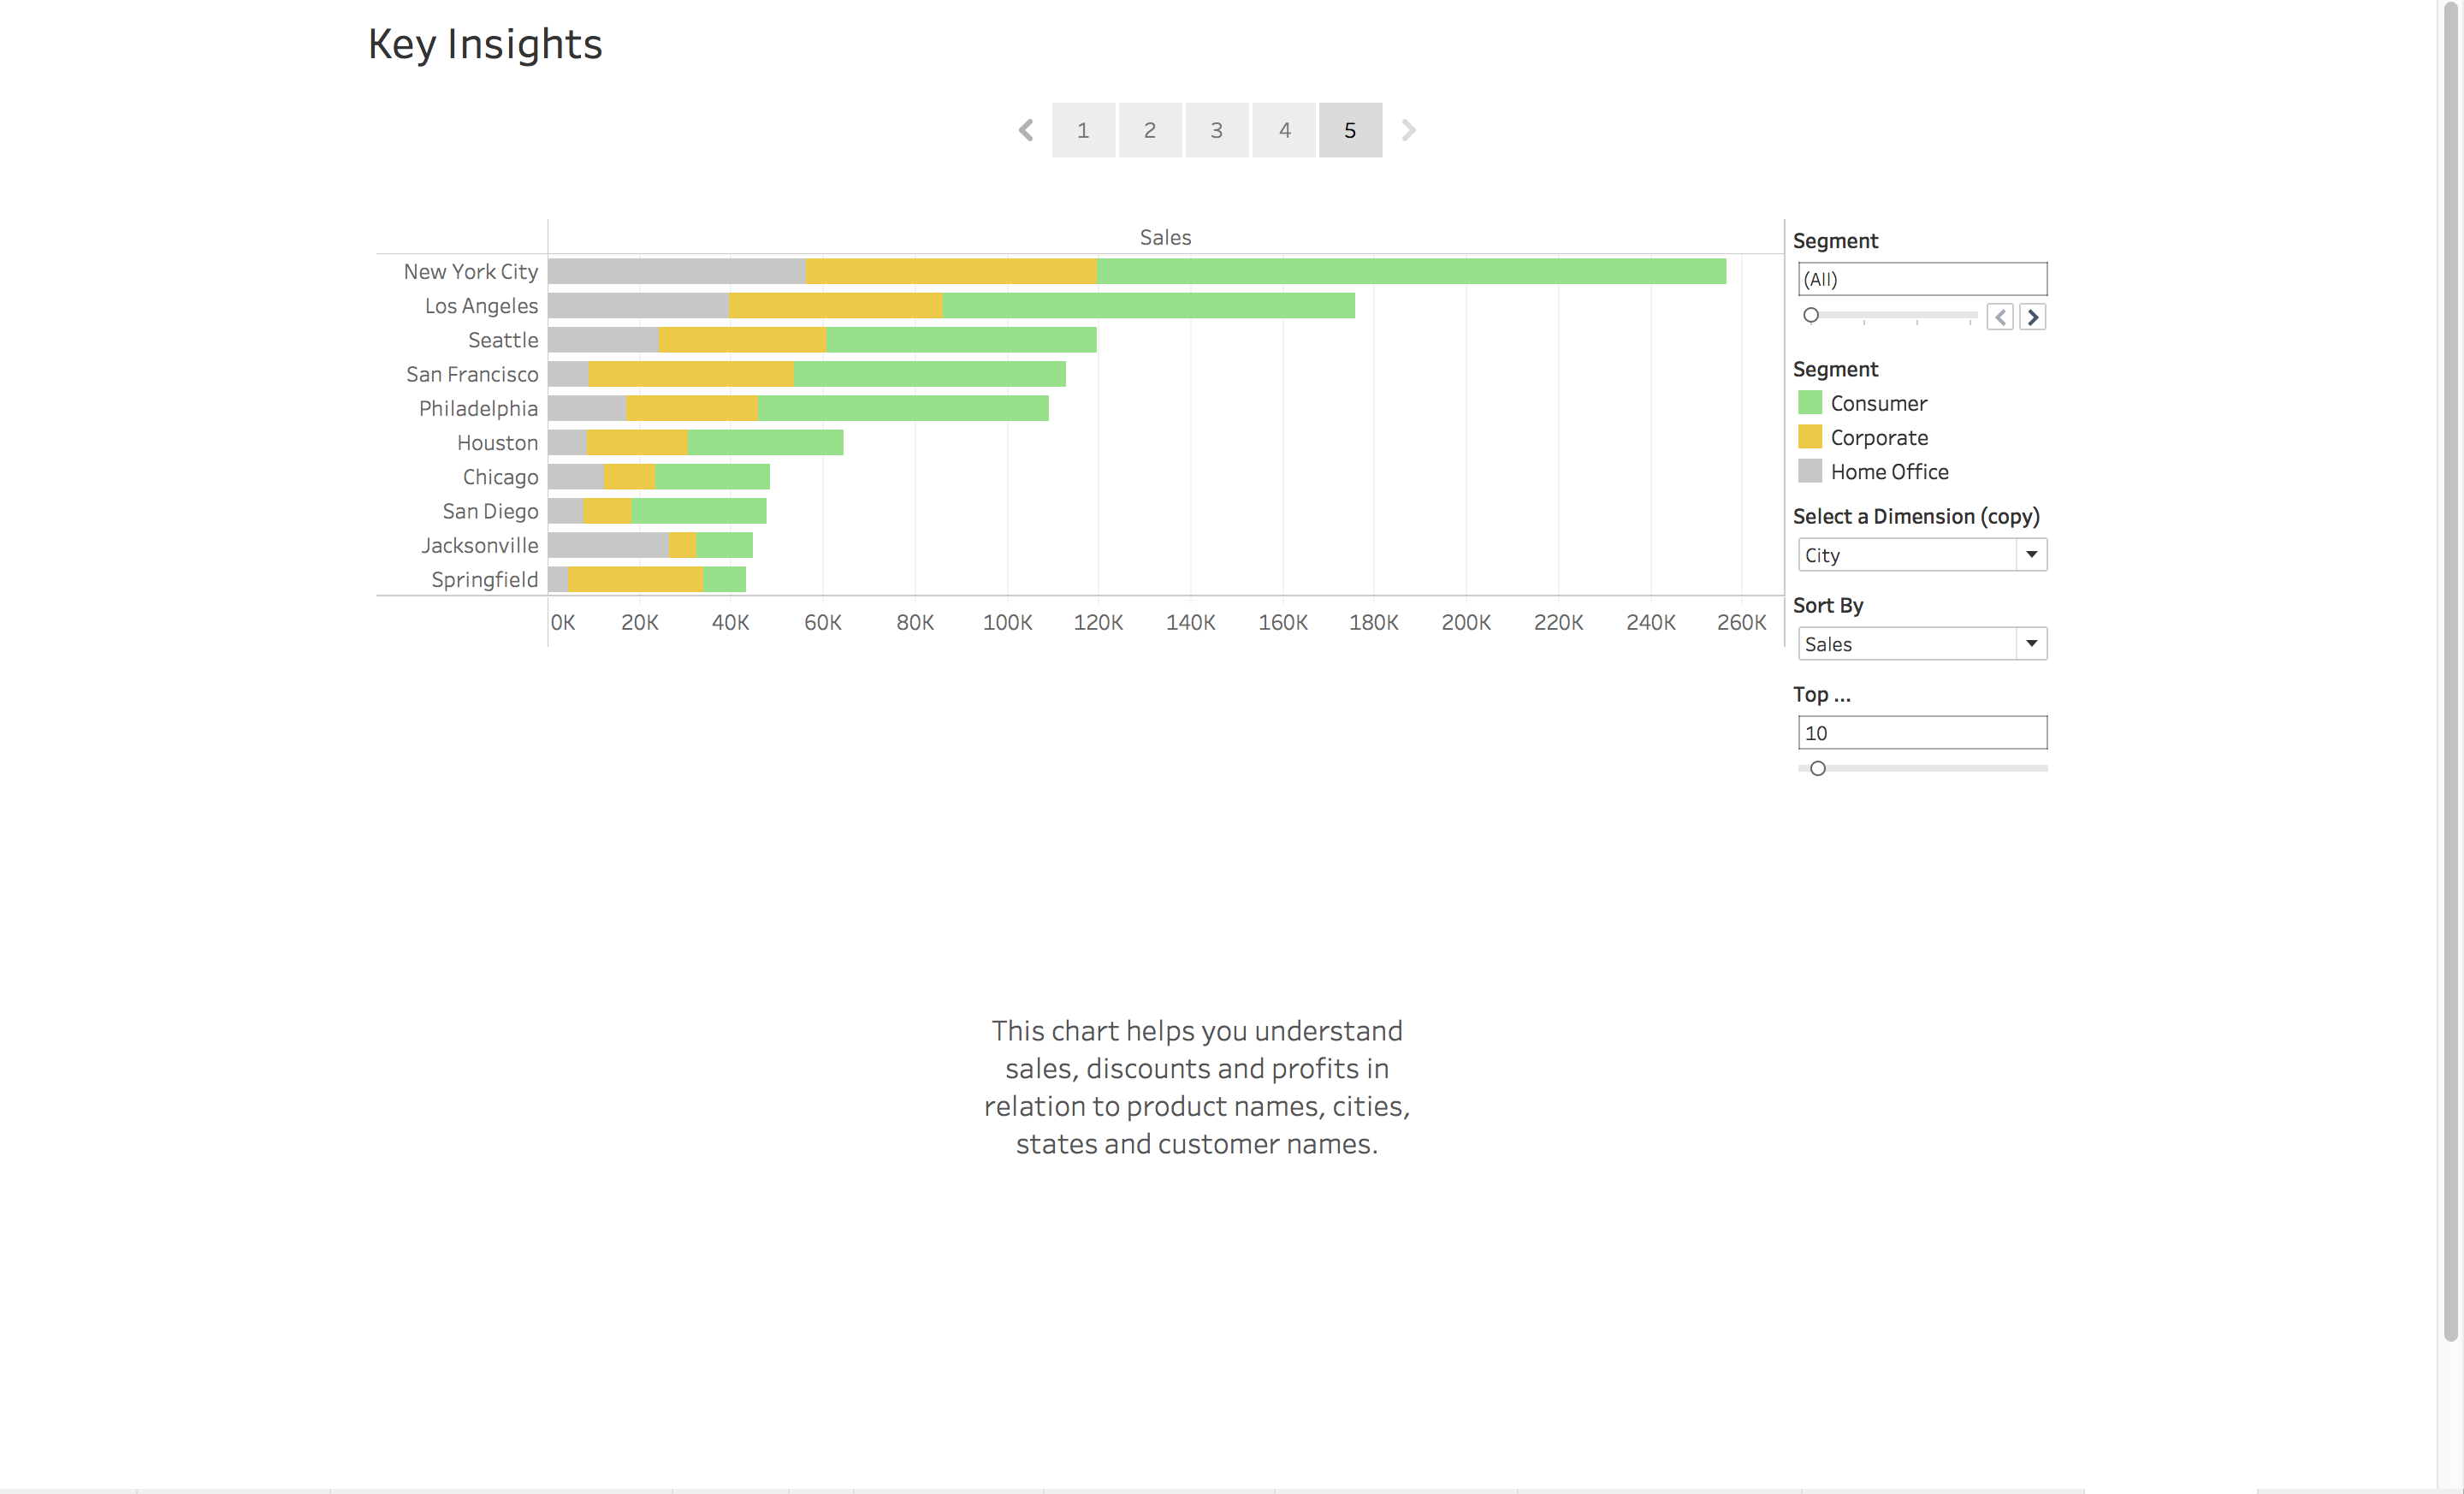 Key Insights
1 2 3 4 5
Sales
New York City
Los Angeles
Seattle
San Francisco
Philadelphia
Houston
Chicago
San Diego
Jacksonville
Springfield
0K 20K 40K 60K 80K 100K 120K 140K 160K 180K 200K 220K 240K 260K
Segment
(All)
Segment
Consumer
Corporate
Home Office
Select a Dimension (copy)
City
Sort By
Sales
Top ...
10
This chart helps you understand
sales, discounts and profits in
relation to product names, cities,
states and customer names.